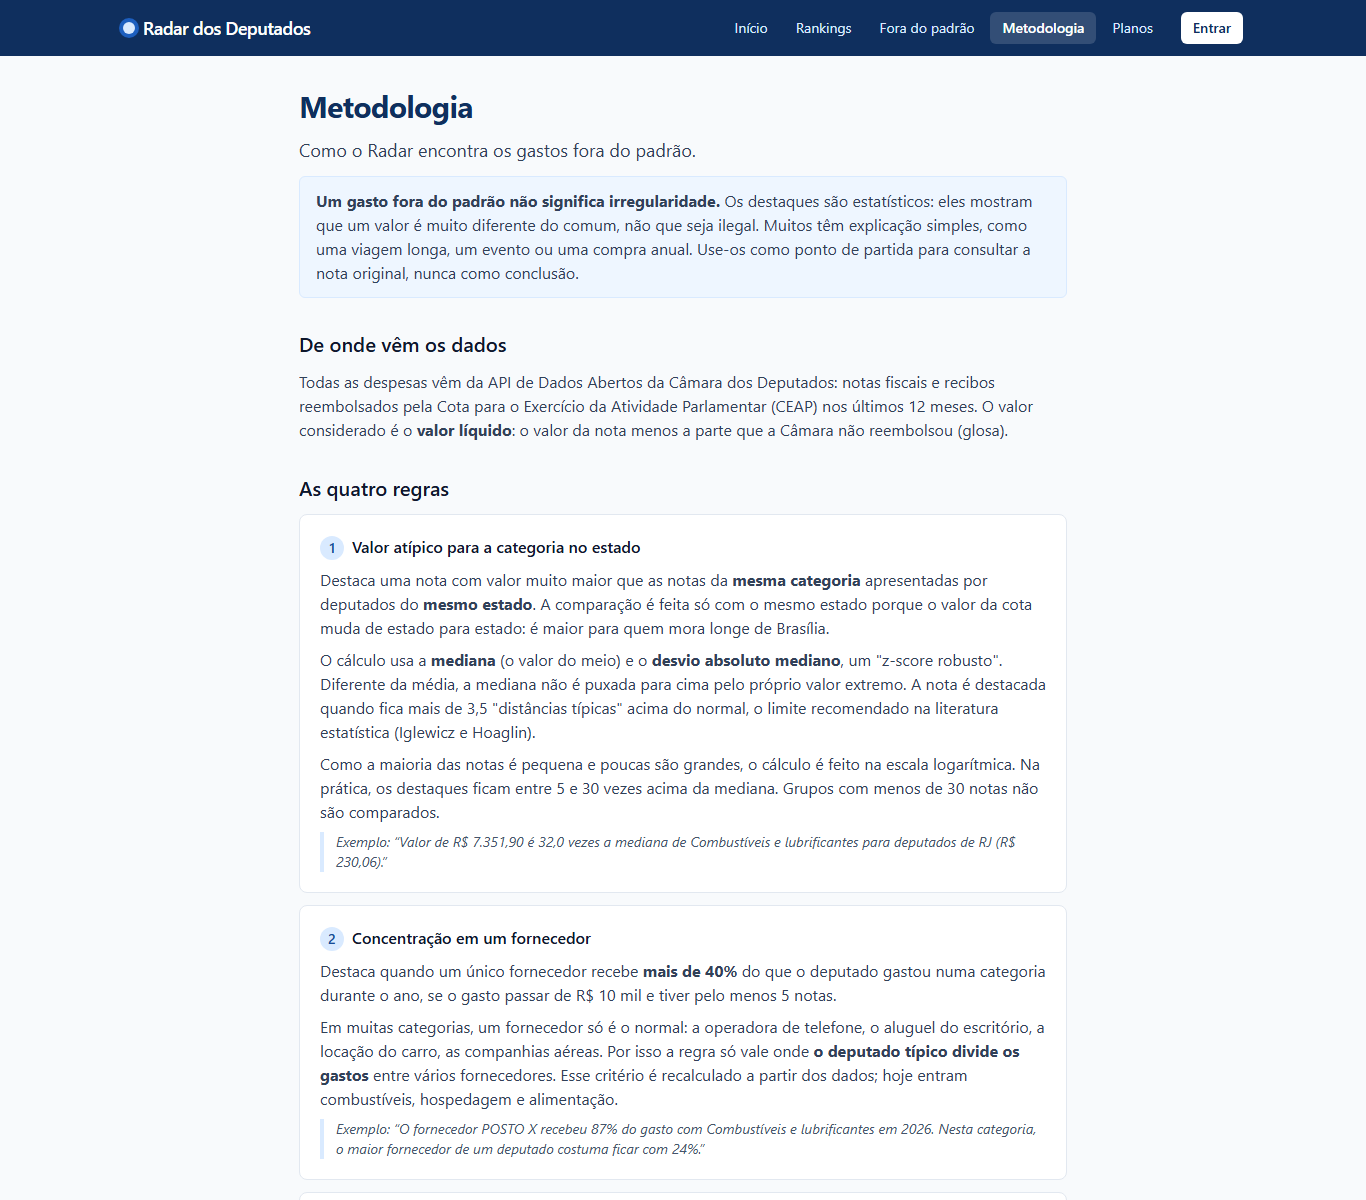 Radar dos Deputados
Início
Rankings
Fora do padrão
Metodologia
Planos
Entrar
Metodologia
Como o Radar encontra os gastos fora do padrão.
Um gasto fora do padrão não significa irregularidade. Os destaques são estatísticos: eles mostram
que um valor é muito diferente do comum, não que seja ilegal. Muitos têm explicação simples, como
uma viagem longa, um evento ou uma compra anual. Use-os como ponto de partida para consultar a
nota original, nunca como conclusão.
De onde vêm os dados
Todas as despesas vêm da API de Dados Abertos da Câmara dos Deputados: notas fiscais e recibos
reembolsados pela Cota para o Exercício da Atividade Parlamentar (CEAP) nos últimos 12 meses. O valor
considerado é o valor líquido: o valor da nota menos a parte que a Câmara não reembolsou (glosa).
As quatro regras
1 Valor atípico para a categoria no estado
Destaca uma nota com valor muito maior que as notas da mesma categoria apresentadas por
deputados do mesmo estado. A comparação é feita só com o mesmo estado porque o valor da cota
muda de estado para estado: é maior para quem mora longe de Brasília.
O cálculo usa a mediana (o valor do meio) e o desvio absoluto mediano, um "z-score robusto".
Diferente da média, a mediana não é puxada para cima pelo próprio valor extremo. A nota é destacada
quando fica mais de 3,5 "distâncias típicas" acima do normal, o limite recomendado na literatura
estatística (Iglewicz e Hoaglin).
Como a maioria das notas é pequena e poucas são grandes, o cálculo é feito na escala logarítmica. Na
prática, os destaques ficam entre 5 e 30 vezes acima da mediana. Grupos com menos de 30 notas não
são comparados.
Exemplo: “Valor de R$ 7.351,90 é 32,0 vezes a mediana de Combustíveis e lubrificantes para deputados de RJ (R$
230,06).”
2 Concentração em um fornecedor
Destaca quando um único fornecedor recebe mais de 40% do que o deputado gastou numa categoria
durante o ano, se o gasto passar de R$ 10 mil e tiver pelo menos 5 notas.
Em muitas categorias, um fornecedor só é o normal: a operadora de telefone, o aluguel do escritório, a
locação do carro, as companhias aéreas. Por isso a regra só vale onde o deputado típico divide os
gastos entre vários fornecedores. Esse critério é recalculado a partir dos dados; hoje entram
combustíveis, hospedagem e alimentação.
Exemplo: “O fornecedor POSTO X recebeu 87% do gasto com Combustíveis e lubrificantes em 2026. Nesta categoria,
o maior fornecedor de um deputado costuma ficar com 24%.”